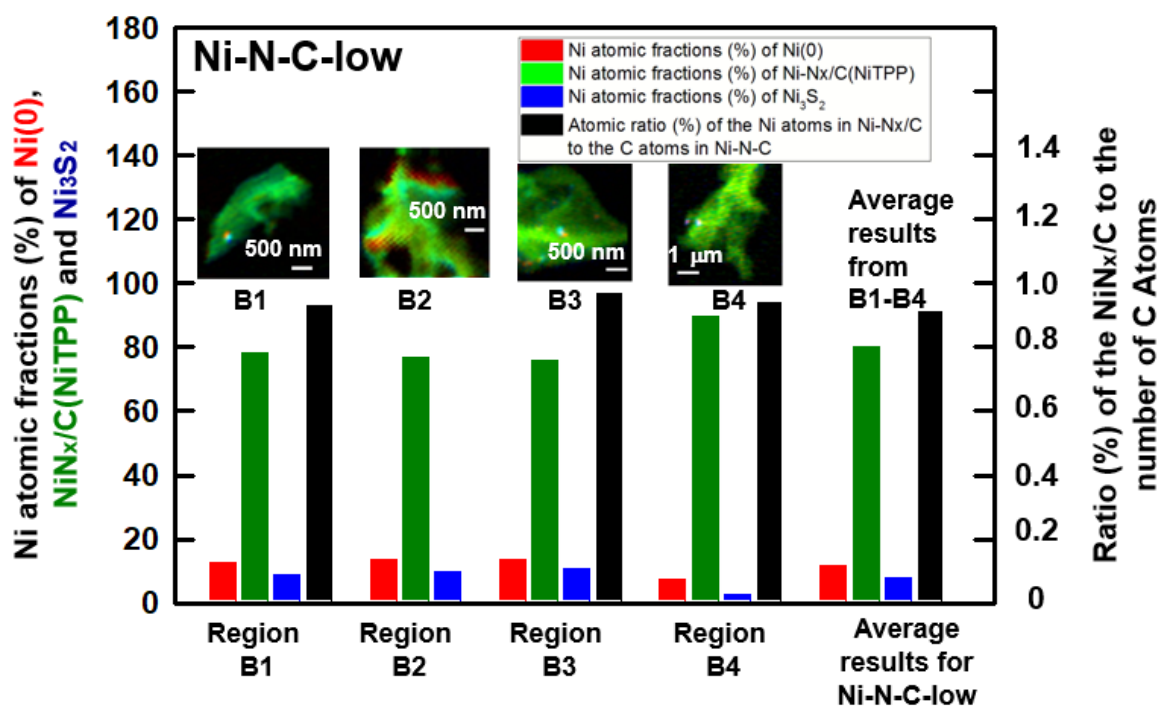 Ni-N-C-low
Ni atomic fractions (%) of Ni(0)
Ni atomic fractions (%) of Ni-Nx/C(NiTPP)
Ni atomic fractions (%) of Ni₃S₂
Atomic ratio (%) of the Ni atoms in Ni-Nx/C
to the C atoms in Ni-N-C
Ni atomic fractions (%) of Ni(0),
NiNx/C(NiTPP) and Ni3S2
180
160
140
120
100
80
60
40
20
0
500 nm
B1
500 nm
B2
500 nm
B3
1 μm
B4
Average
results
from
B1-B4
1.4
1.2
1.0
0.8
0.6
0.4
0.2
0
Ratio (%) of the NiNx/C to the
number of C Atoms
Region
B1
Region
B2
Region
B3
Region
B4
Average
results for
Ni-N-C-low